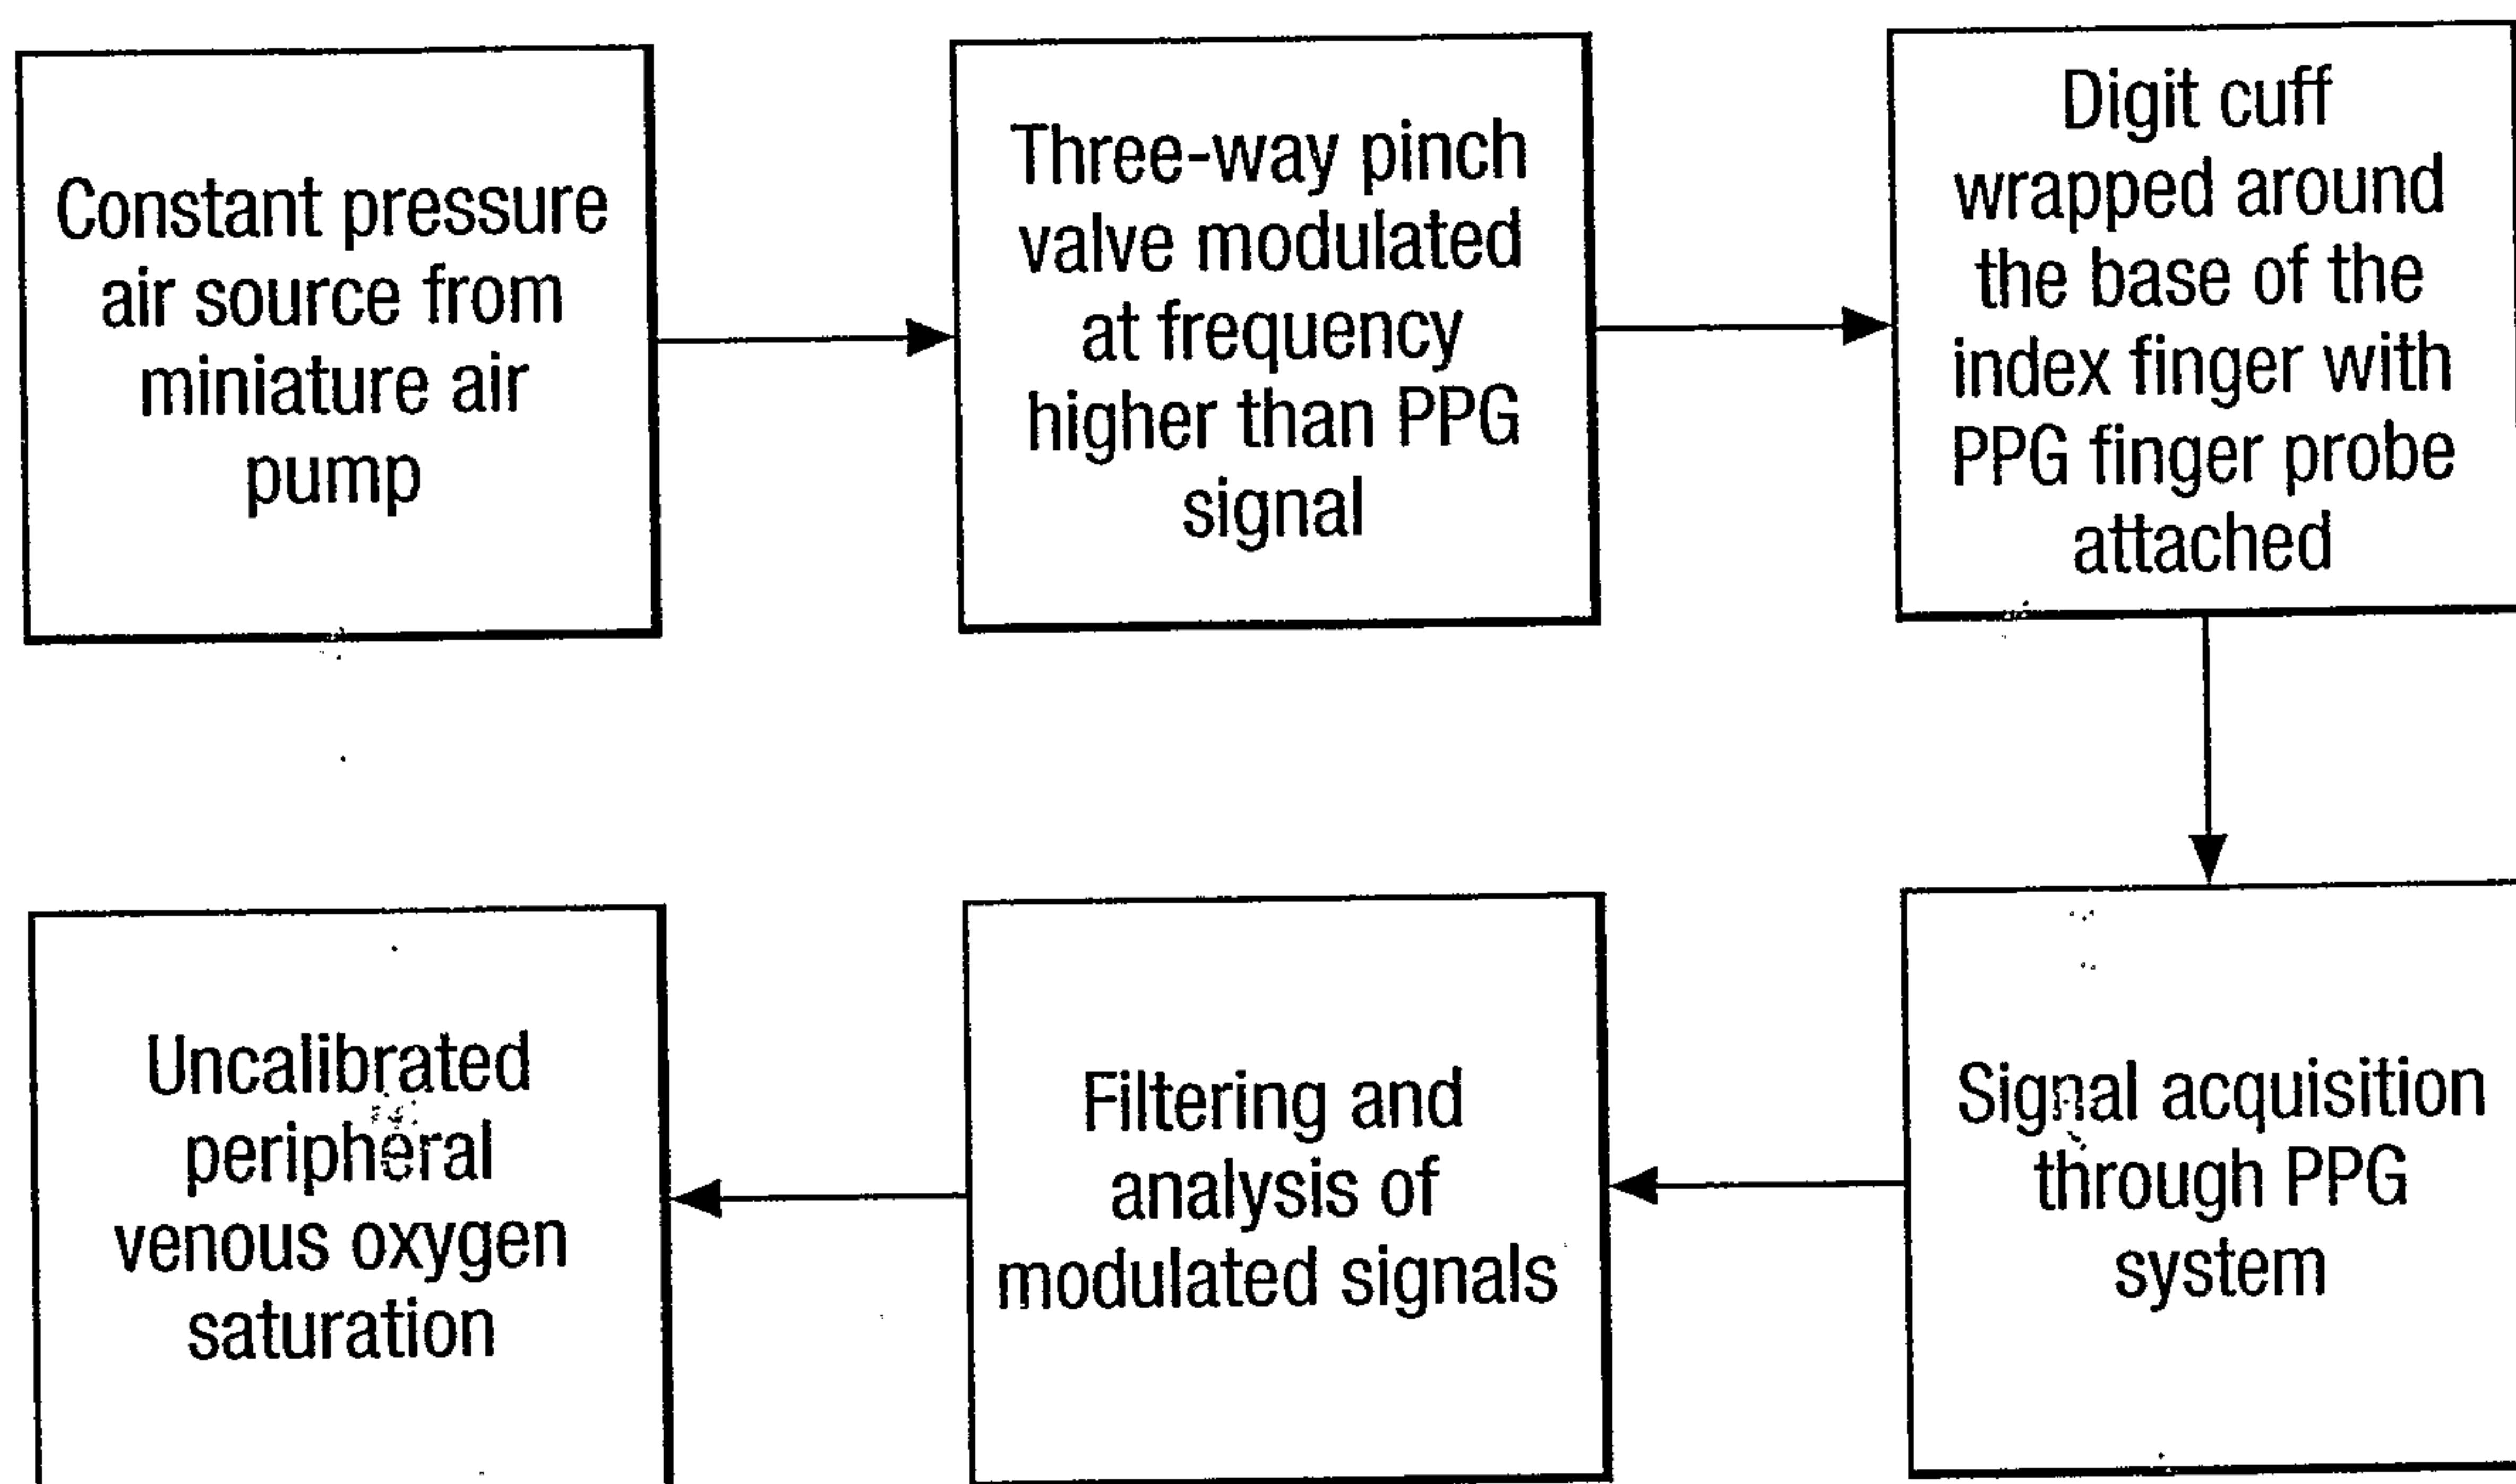 Constant pressure
air source from
miniature air
pump
Three-way pinch
valve modulated
at frequency
higher than PPG
signal
Digit cuff
wrapped around
the base of the
index finger with
PPG finger probe
attached
Signal acquisition
through PPG
system
Filtering and
analysis of
modulated signals
Uncalibrated
peripheral
venous oxygen
saturation